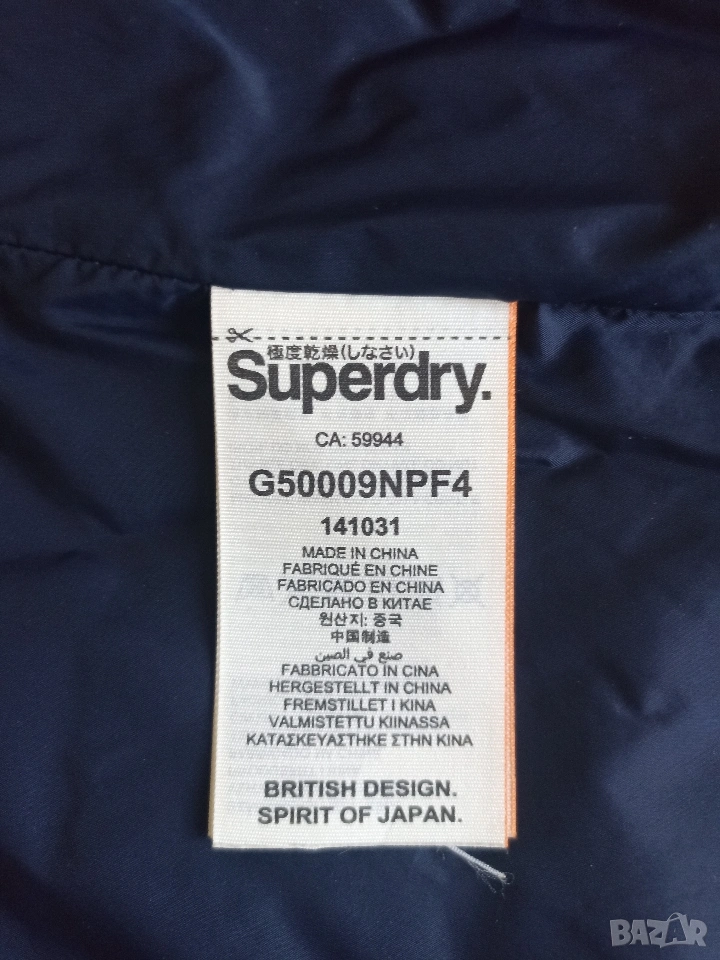 極度乾燥(しなさい)
Superdry.
CA: 59944
G50009NPF4
141031
MADE IN CHINA
FABRIQUÉ EN CHINE
FABRICADO EN CHINA
СДЕЛАНО В КИТАЕ
원산지: 중국
中国制造
صنع في الصين
FABBRICATO IN CINA
HERGESTELLT IN CHINA
FREMSTILLET I KINA
VALMISTETTU KIINASSA
ΚΑΤΑΣΚΕΥΑΣΤΗΚΕ ΣΤΗΝ ΚΙΝΑ
BRITISH DESIGN.
SPIRIT OF JAPAN.
BAZAR